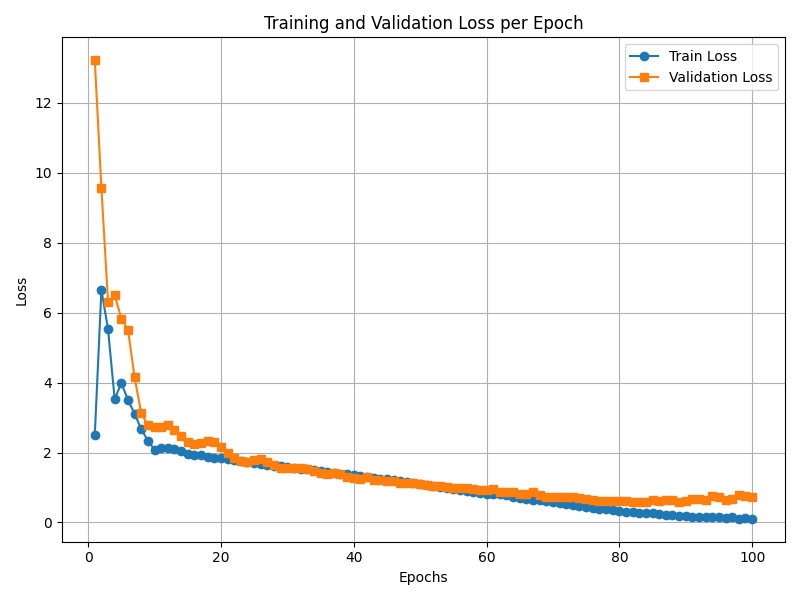 Training and Validation Loss per Epoch
Train Loss
Validation Loss
Loss
12
10
8
6
4
2
0
0 20 40 60 80 100
Epochs